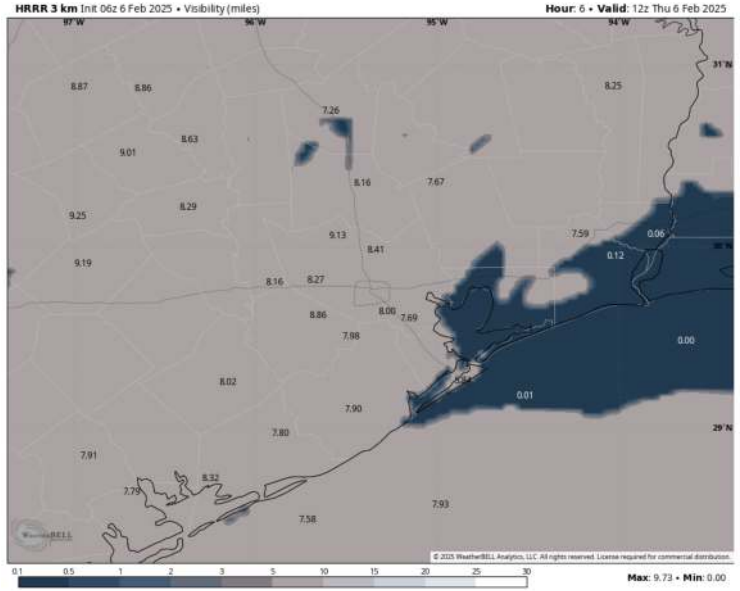 HRRR 3 km Init 06z 6 Feb 2025 • Visibility (miles)
Hour: 6 • Valid: 12z Thu 6 Feb 2025
97°W 96°W 95°W 94°W
31°N
8.87 8.86 8.25
7.26
8.63
9.01
8.16 7.67
8.29
9.25
9.13 7.59 0.06
8.41 0.12
9.19
8.16 8.27
8.86 8.00 7.69
7.98 0.00
8.02
0.01
7.90
29°N
7.80
7.91
8.32
7.79
7.58 7.93
WeatherBELL
© 2025 WeatherBELL Analytics, LLC All rights reserved. License required for commercial distribution.
0.1 0.5 1 2 3 5 10 15 20 25 30
Max: 9.73 • Min: 0.00